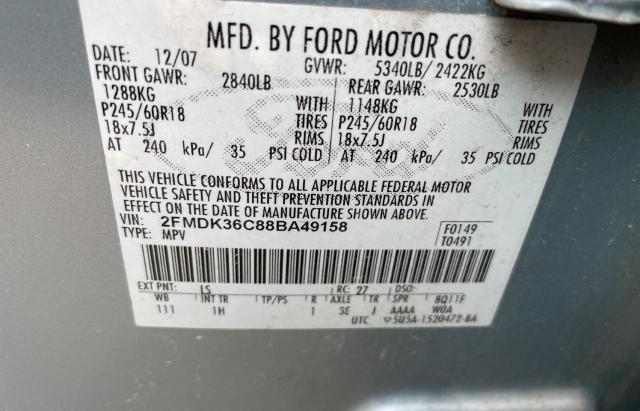 MFD. BY FORD MOTOR CO.
DATE: 12/07 GVWR: 5340LB/ 2422KG
FRONT GAWR: 2840LB REAR GAWR: 2530LB
1288KG WITH 1148KG WITH
P245/60R18 TIRES P245/60R18 TIRES
18x7.5J RIMS 18x7.5J RIMS
AT 240 kPa/ 35 PSI COLD AT 240 kPa/ 35 PSI COLD
THIS VEHICLE CONFORMS TO ALL APPLICABLE FEDERAL MOTOR
VEHICLE SAFETY AND THEFT PREVENTION STANDARDS IN
EFFECT ON THE DATE OF MANUFACTURE SHOWN ABOVE.
VIN: 2FMDK36C88BA49158 F0149
TYPE: MPV T0491
EXT PNT: LS RC: 27 DSO:
WB INT TR TP/PS R AXLE TR SPR 8Q11F
111 1H 1 SE J AAAA W0A
UTC 5U5A-1520472-BA